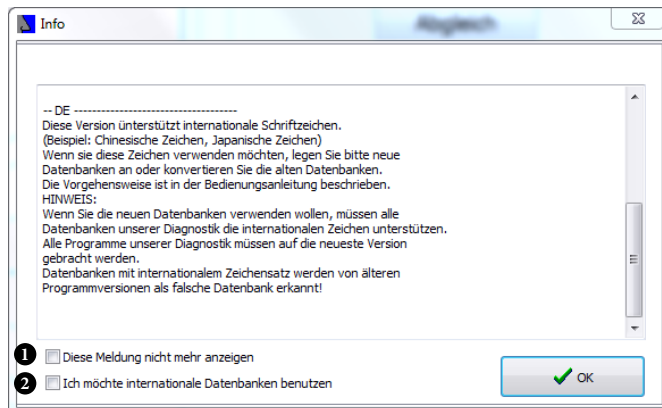 Info
Abgleich
-- DE ------------------------------------
Diese Version ünterstützt internationale Schriftzeichen.
(Beispiel: Chinesische Zeichen, Japanische Zeichen)
Wenn sie diese Zeichen verwenden möchten, legen Sie bitte neue
Datenbanken an oder konvertieren Sie die alten Datenbanken.
Die Vorgehensweise ist in der Bedienungsanleitung beschrieben.
HINWEIS:
Wenn Sie die neuen Datenbanken verwenden wollen, müssen alle
Datenbanken unserer Diagnostik die internationalen Zeichen unterstützen.
Alle Programme unserer Diagnostik müssen auf die neueste Version
gebracht werden.
Datenbanken mit internationalem Zeichensatz werden von älteren
Programmversionen als falsche Datenbank erkannt!
1 Diese Meldung nicht mehr anzeigen
2 Ich möchte internationale Datenbanken benutzen
OK